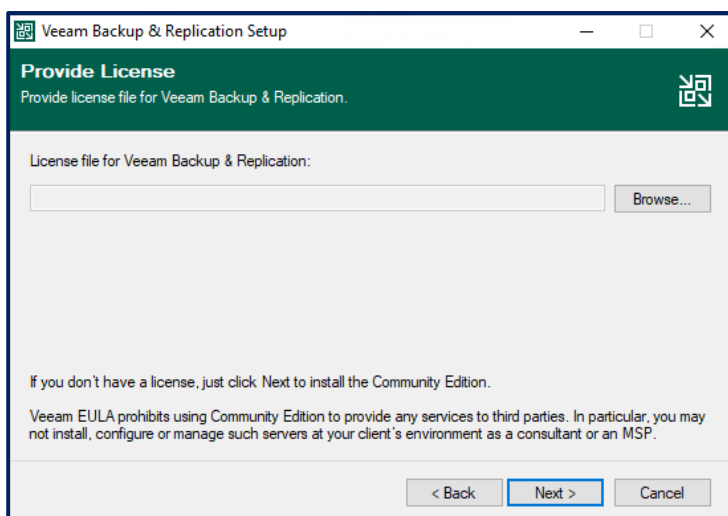 Veeam Backup & Replication Setup
Provide License
Provide license file for Veeam Backup & Replication.
License file for Veeam Backup & Replication:
Browse...
If you don't have a license, just click Next to install the Community Edition.
Veeam EULA prohibits using Community Edition to provide any services to third parties. In particular, you may
not install, configure or manage such servers at your client's environment as a consultant or an MSP.
< Back
Next >
Cancel